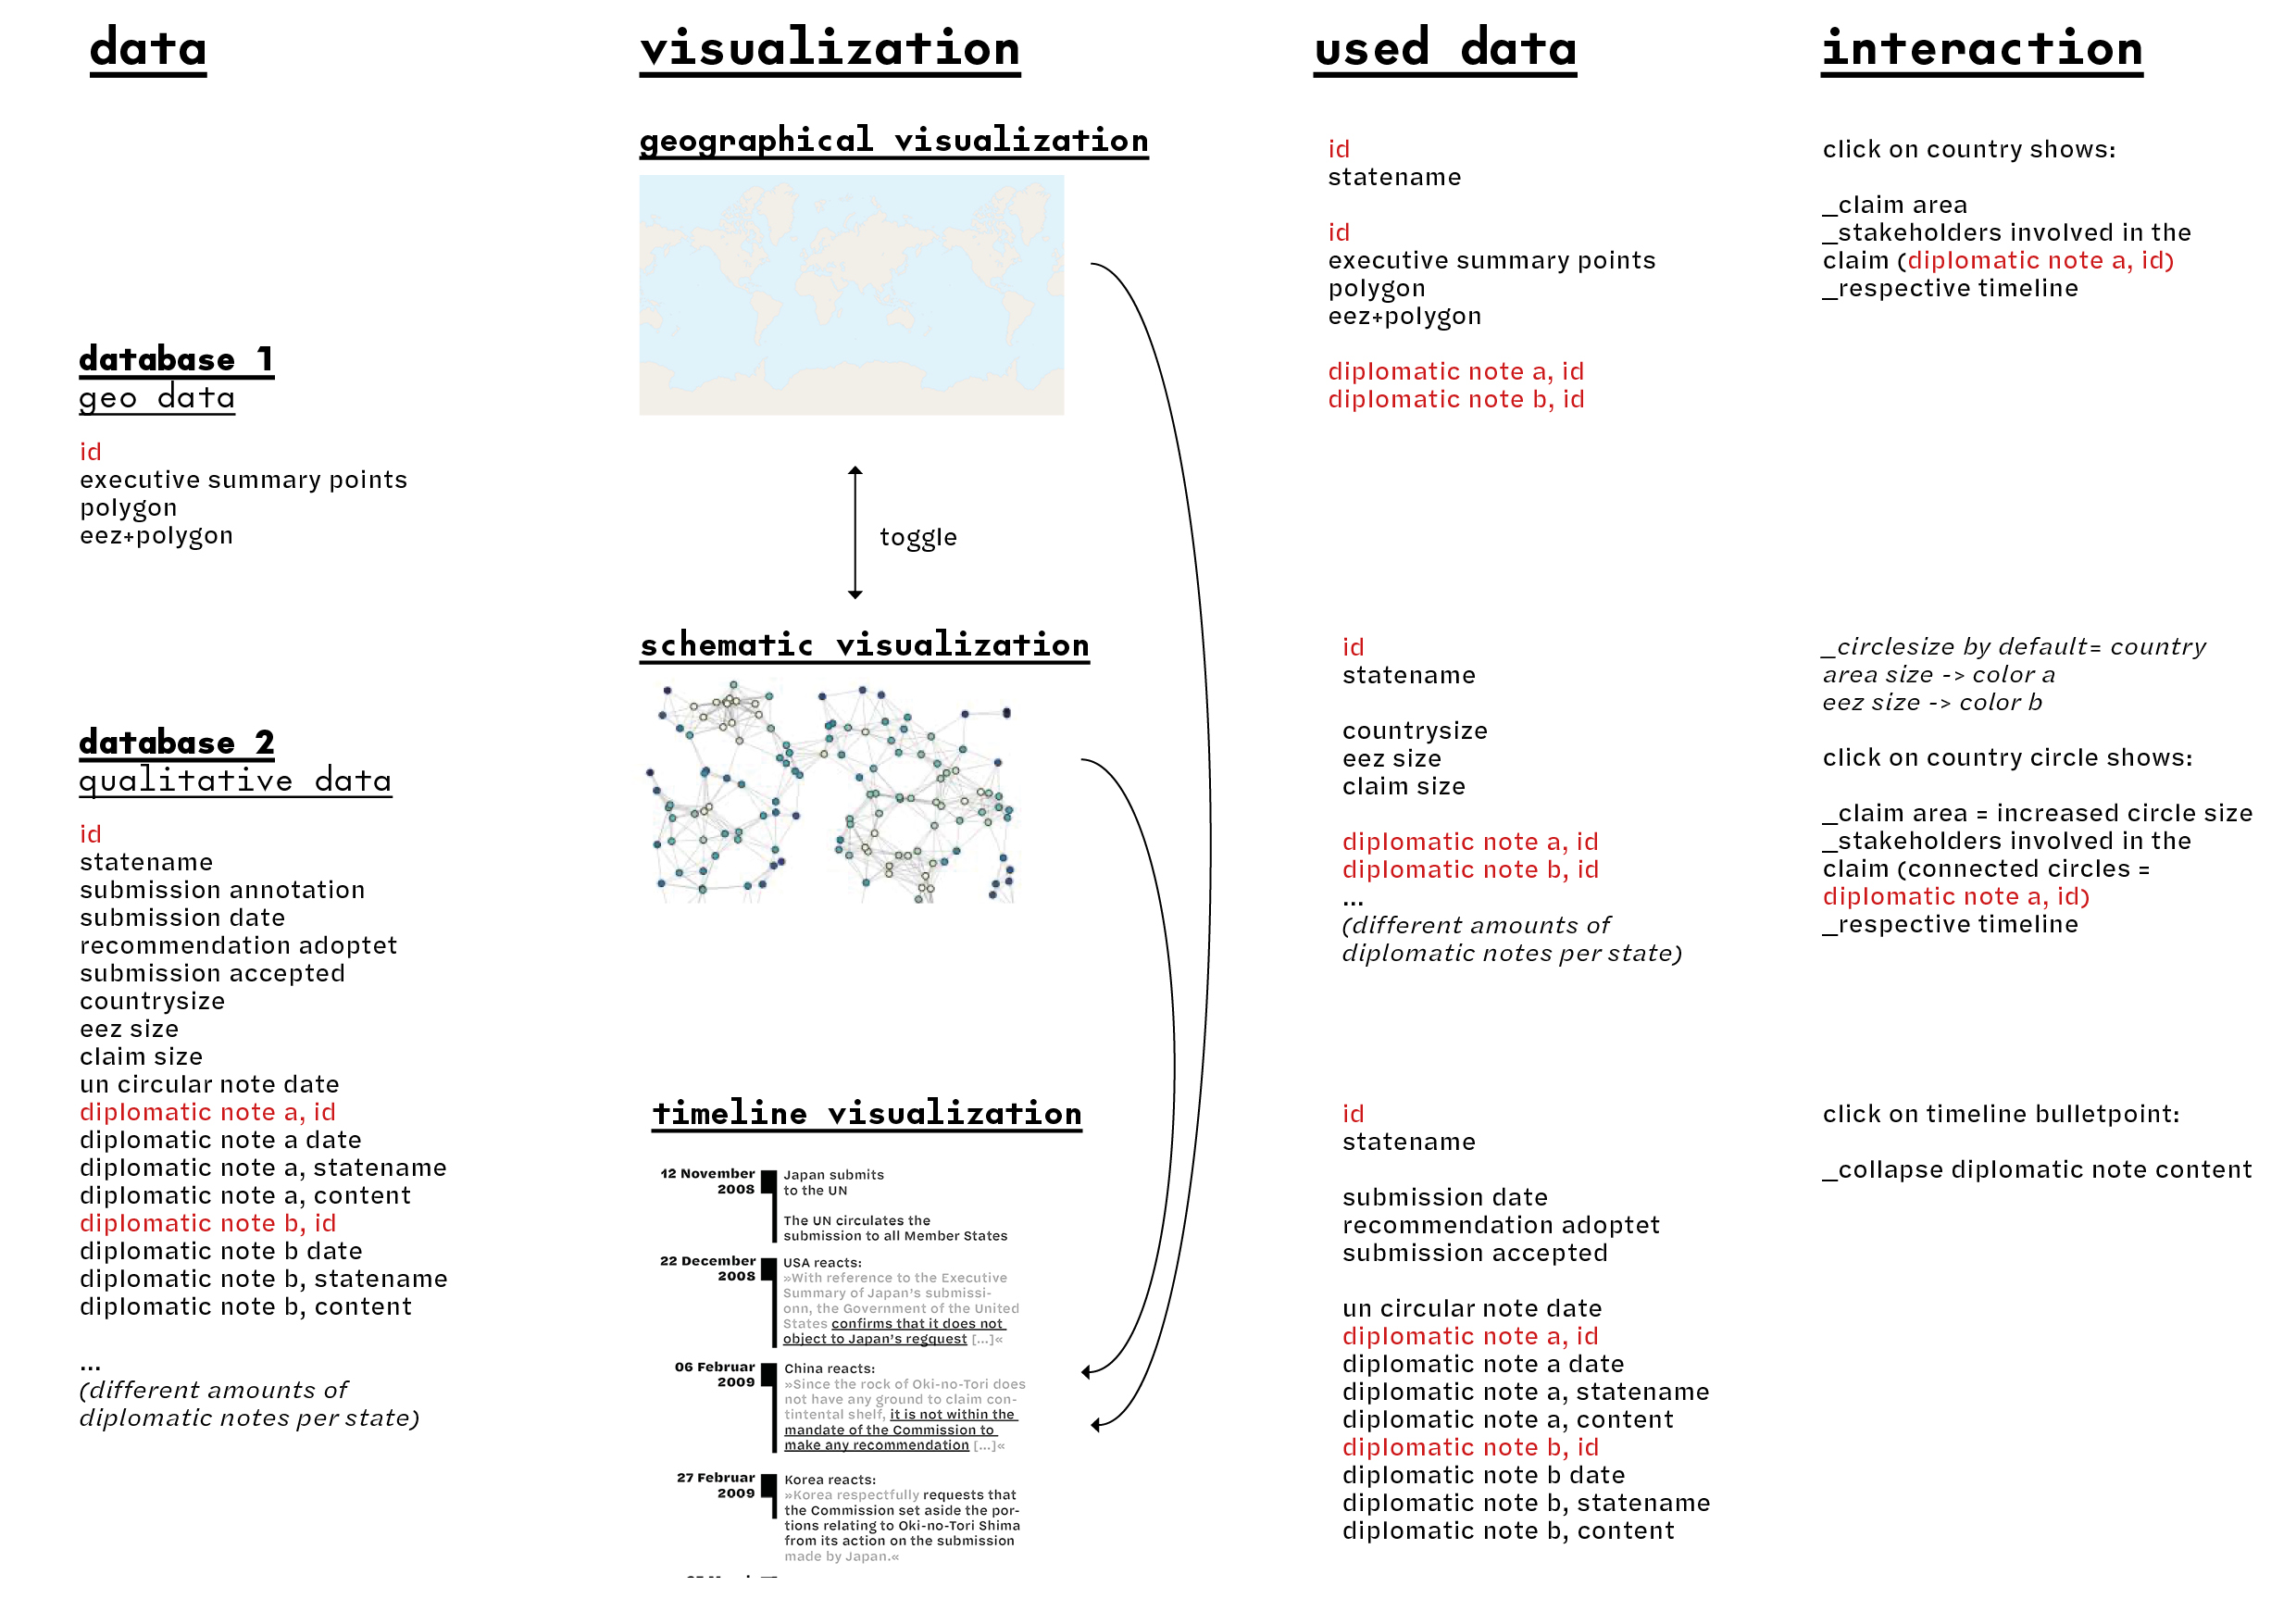 data
visualization
used data
interaction
database 1
geo data
id
executive summary points
polygon
eez+polygon
database 2
qualitative data
id
statename
submission annotation
submission date
recommendation adoptet
submission accepted
countrysize
eez size
claim size
un circular note date
diplomatic note a, id
diplomatic note a date
diplomatic note a, statename
diplomatic note a, content
diplomatic note b, id
diplomatic note b date
diplomatic note b, statename
diplomatic note b, content
...
(different amounts of
diplomatic notes per state)
geographical visualization
toggle
schematic visualization
timeline visualization
12 November
2008
Japan submits
to the UN
The UN circulates the
submission to all Member States
22 December
2008
USA reacts:
»With reference to the Executive
Summary of Japan's submissi-
onn, the Government of the United
States confirms that it does not
object to Japan's regquest [...]«
06 Februar
2009
China reacts:
»Since the rock of Oki-no-Tori does
not have any ground to claim con-
tintental shelf, it is not within the
mandate of the Commission to
make any recommendation [...]«
27 Februar
2009
Korea reacts:
»Korea respectfully requests that
the Commission set aside the por-
tions relating to Oki-no-Tori Shima
from its action on the submission
made by Japan.«
id
statename
id
executive summary points
polygon
eez+polygon
diplomatic note a, id
diplomatic note b, id
id
statename
countrysize
eez size
claim size
diplomatic note a, id
diplomatic note b, id
...
(different amounts of
diplomatic notes per state)
id
statename
submission date
recommendation adoptet
submission accepted
un circular note date
diplomatic note a, id
diplomatic note a date
diplomatic note a, statename
diplomatic note a, content
diplomatic note b, id
diplomatic note b date
diplomatic note b, statename
diplomatic note b, content
click on country shows:
_claim area
_stakeholders involved in the
claim (diplomatic note a, id)
_respective timeline
_circlesize by default= country
area size -> color a
eez size -> color b
click on country circle shows:
_claim area = increased circle size
_stakeholders involved in the
claim (connected circles =
diplomatic note a, id)
_respective timeline
click on timeline bulletpoint:
_collapse diplomatic note content